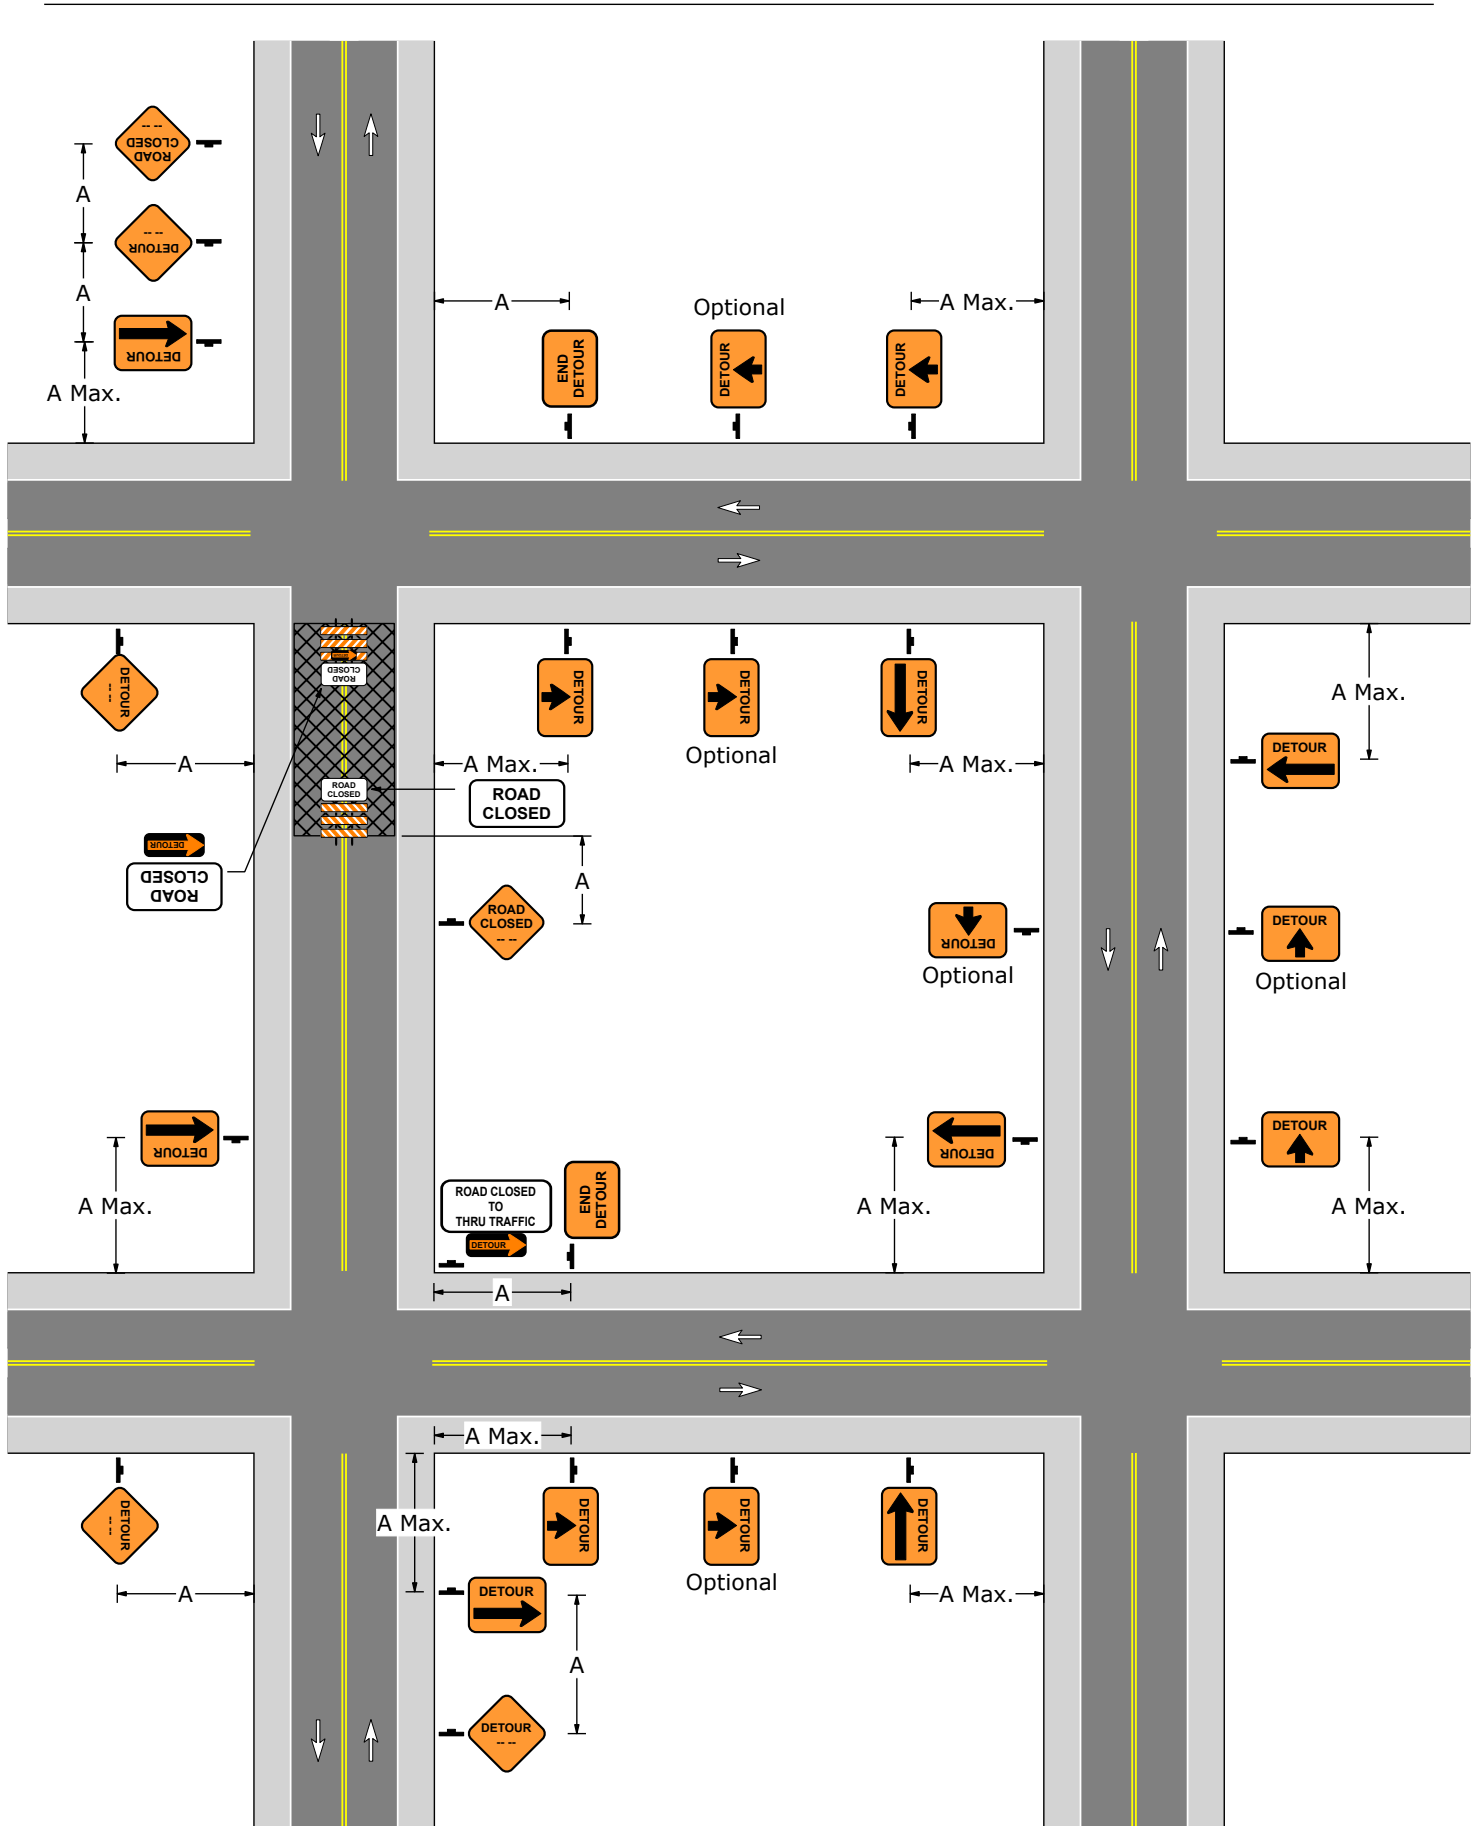 ROAD
CLOSED
-- --
A
DETOUR
-- --
A
DETOUR
A Max.
A
END
DETOUR
Optional
DETOUR
A Max.
DETOUR
DETOUR
-- --
A
DETOUR
ROAD
CLOSED
ROAD
CLOSED
DETOUR
A Max.
DETOUR
Optional
DETOUR
A Max.
A Max.
DETOUR
ROAD
CLOSED
DETOUR
ROAD
CLOSED
A
ROAD
CLOSED
-- --
DETOUR
Optional
DETOUR
Optional
DETOUR
A Max.
ROAD CLOSED
TO
THRU TRAFFIC
DETOUR
END
DETOUR
A
DETOUR
A Max.
DETOUR
A Max.
DETOUR
-- --
A
A Max.
A Max.
DETOUR
DETOUR
Optional
DETOUR
A Max.
DETOUR
A
DETOUR
-- --